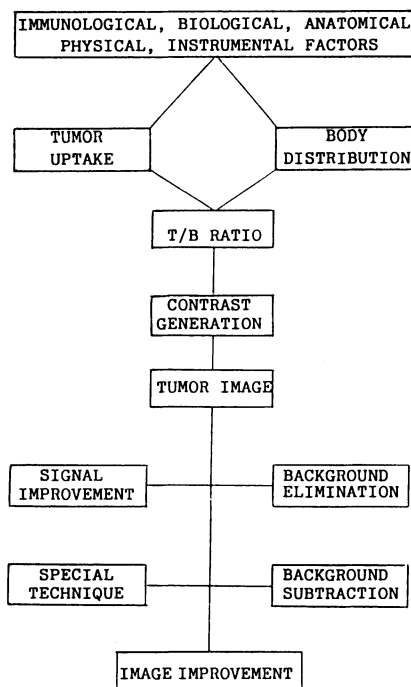 IMMUNOLOGICAL, BIOLOGICAL, ANATOMICAL
PHYSICAL, INSTRUMENTAL FACTORS
TUMOR
UPTAKE
BODY
DISTRIBUTION
T/B RATIO
CONTRAST
GENERATION
TUMOR IMAGE
SIGNAL
IMPROVEMENT
BACKGROUND
ELIMINATION
SPECIAL
TECHNIQUE
BACKGROUND
SUBTRACTION
IMAGE IMPROVEMENT